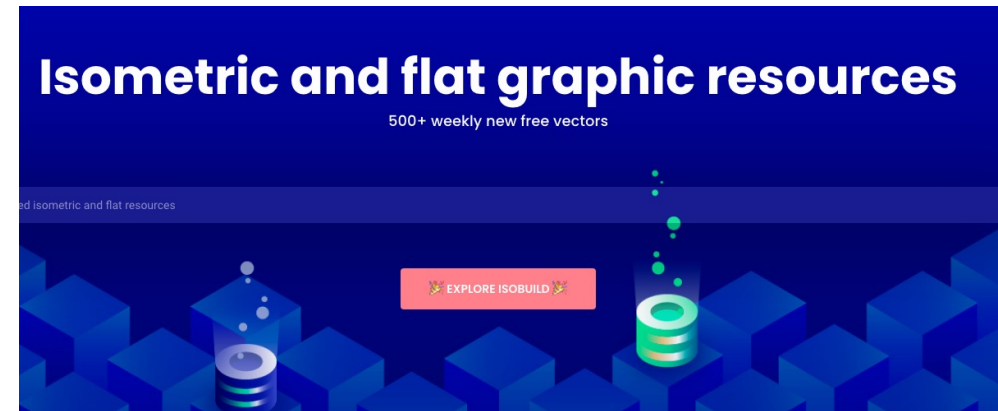 Isometric and flat graphic resources
500+ weekly new free vectors
ed isometric and flat resources
🎉 EXPLORE ISOBUILD 🎉